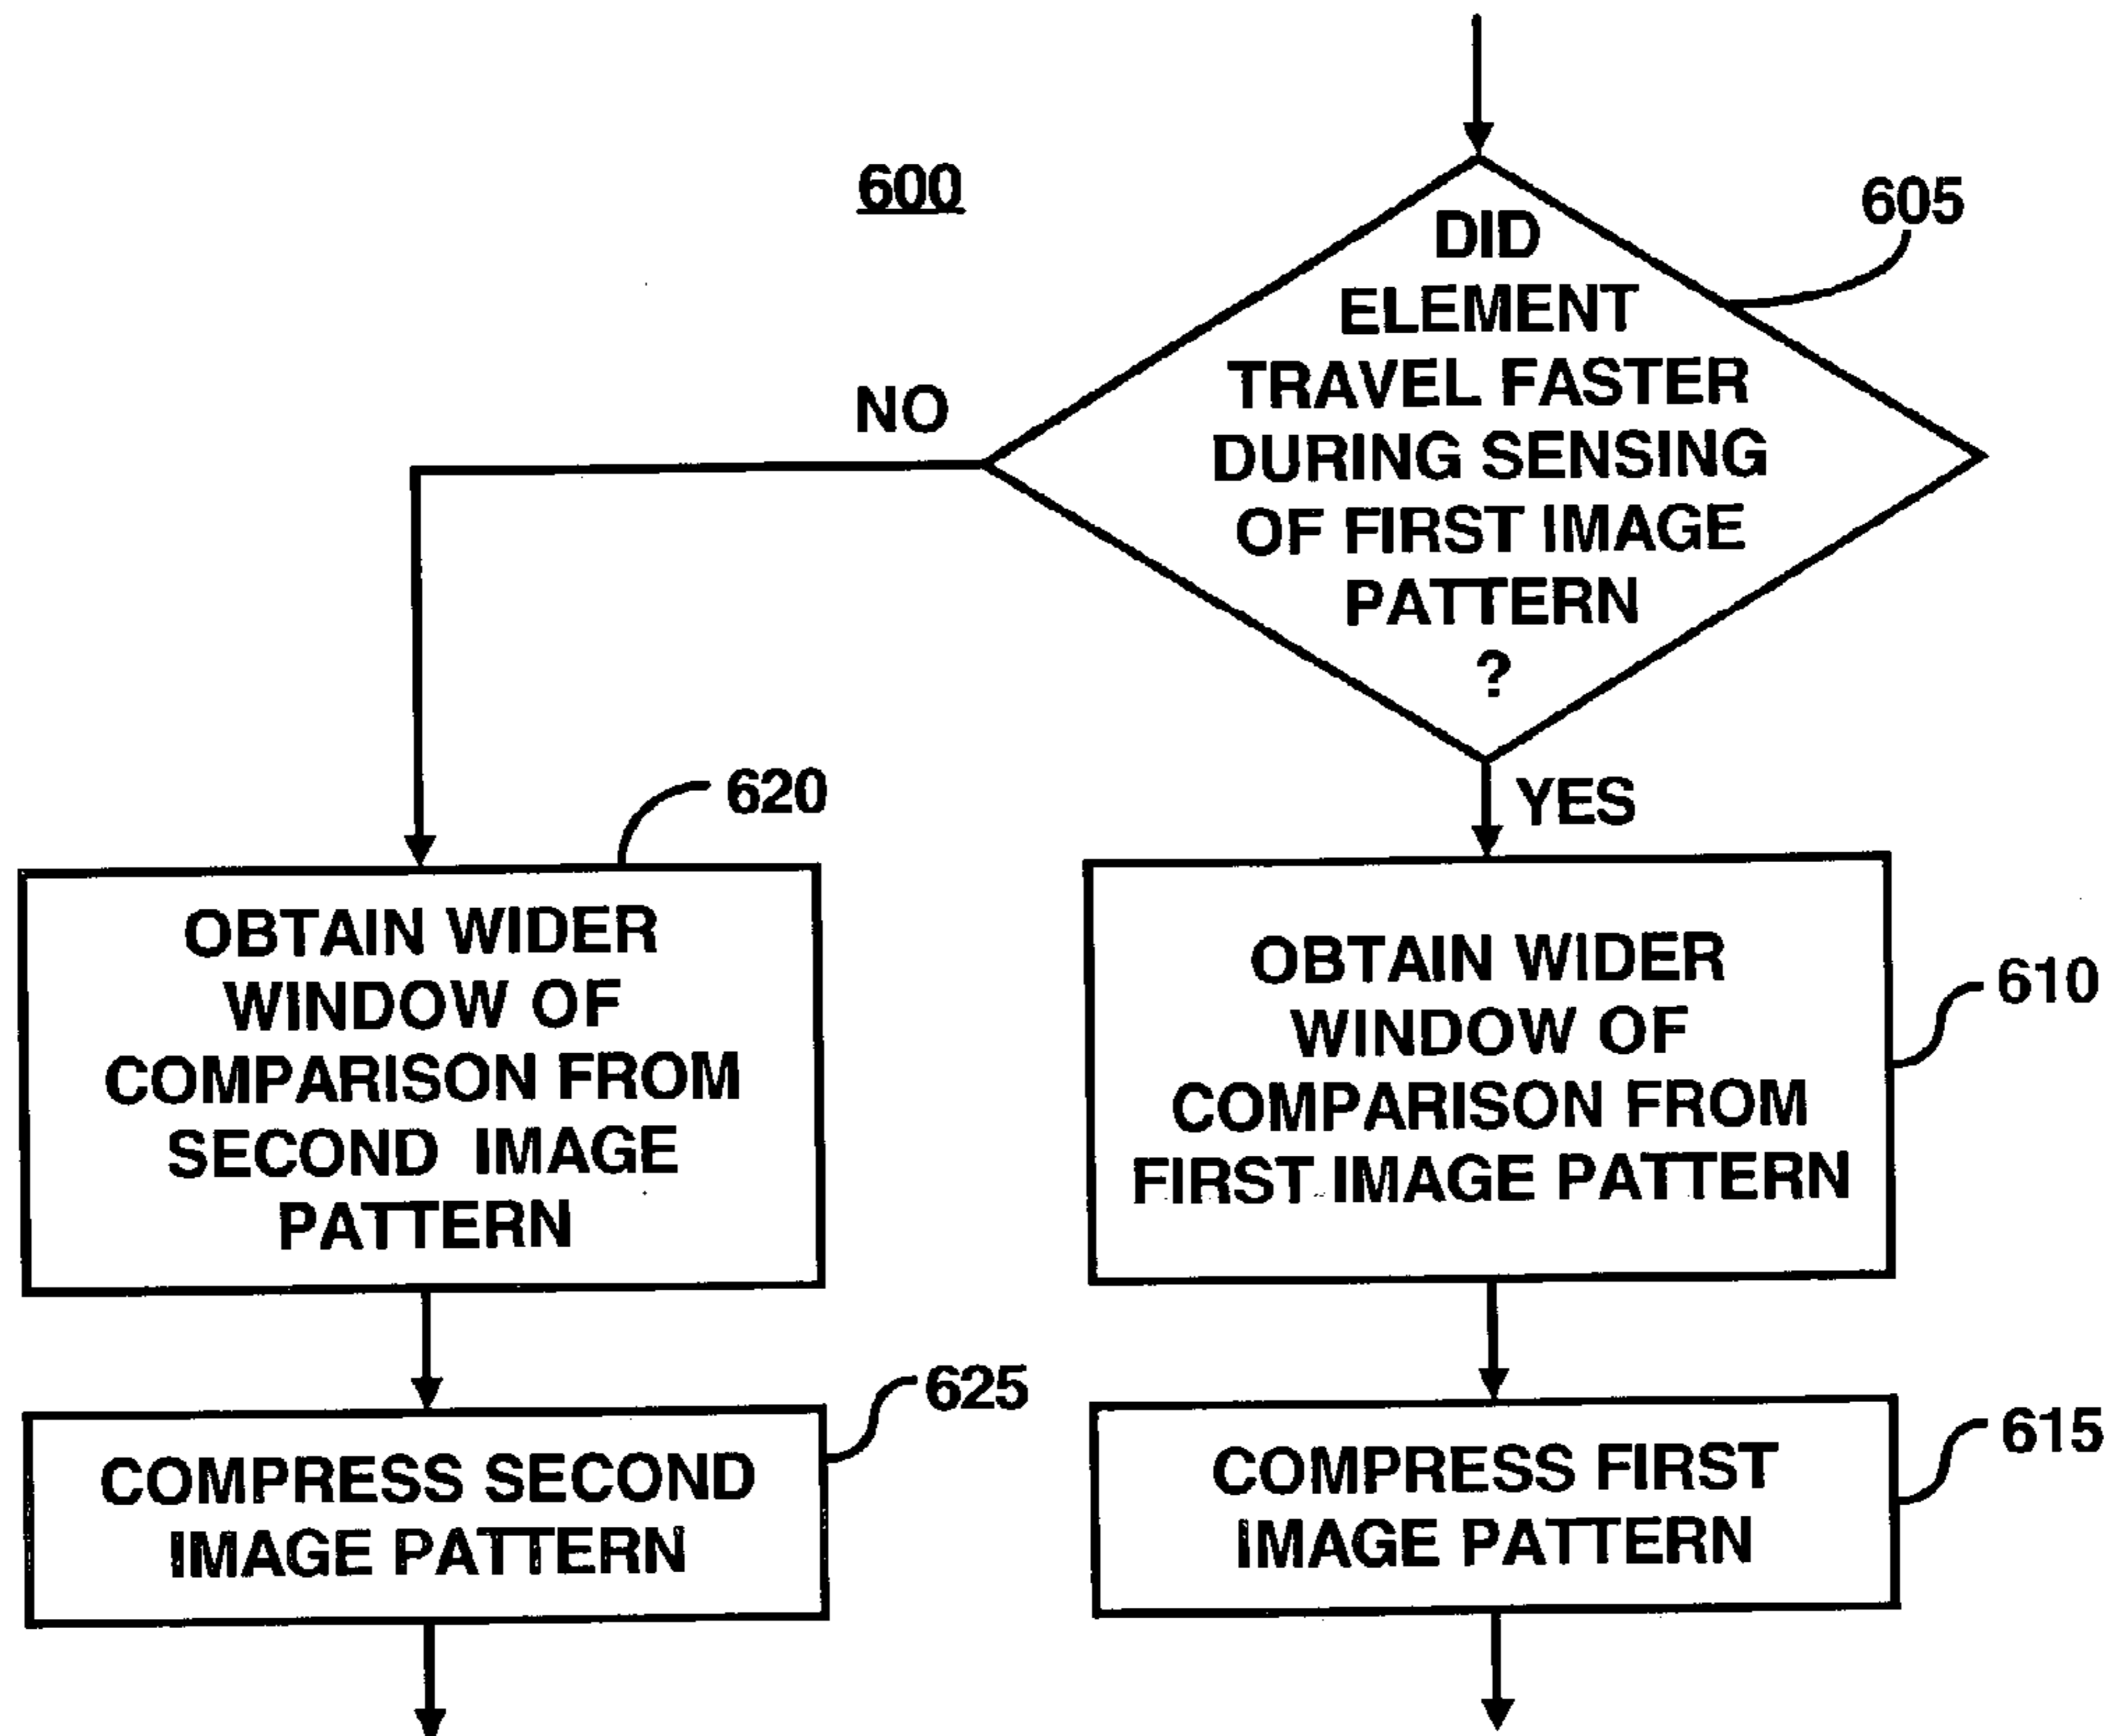 600
605
DID
ELEMENT
TRAVEL FASTER
DURING SENSING
OF FIRST IMAGE
PATTERN
?
NO
YES
620
OBTAIN WIDER
WINDOW OF
COMPARISON FROM
SECOND IMAGE
PATTERN
610
OBTAIN WIDER
WINDOW OF
COMPARISON FROM
FIRST IMAGE PATTERN
625
COMPRESS SECOND
IMAGE PATTERN
615
COMPRESS FIRST
IMAGE PATTERN